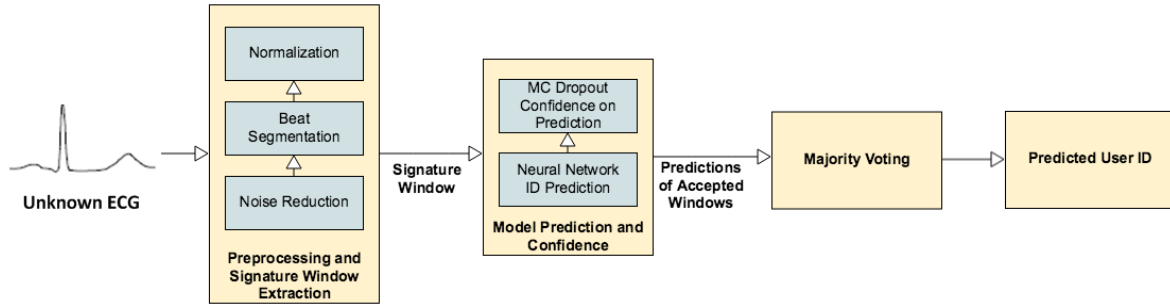 Unknown ECG
Normalization
Beat
Segmentation
Noise Reduction
Preprocessing and
Signature Window
Extraction
Signature
Window
MC Dropout
Confidence on
Prediction
Neural Network
ID Prediction
Model Prediction and
Confidence
Predictions
of Accepted
Windows
Majority Voting
Predicted User ID